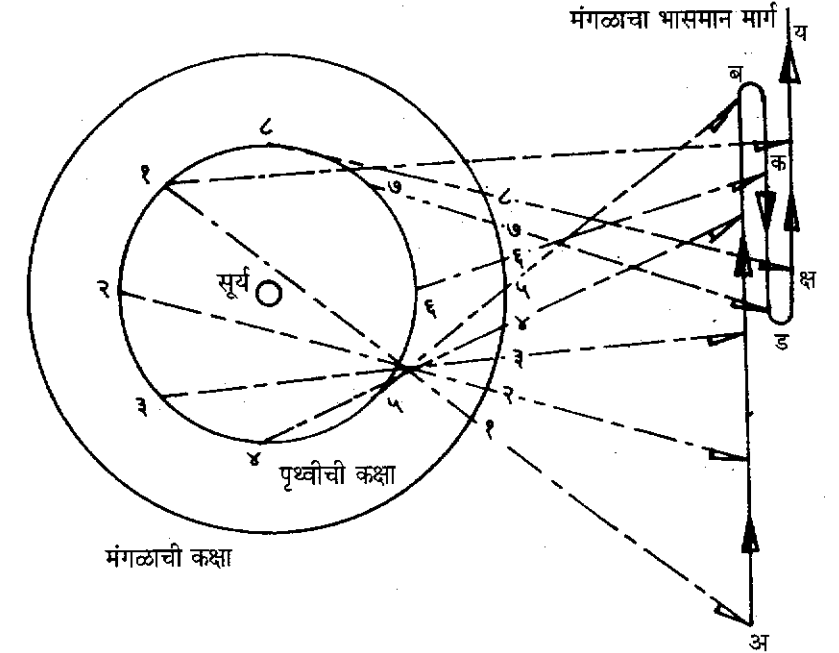 मंगळाचा भासमान मार्ग
य
ब
८
१
क
७
८
७
२
सूर्य
६
६
५
क्ष
४
ड
३
३
५
२
१
४
पृथ्वीची कक्षा
मंगळाची कक्षा
अ